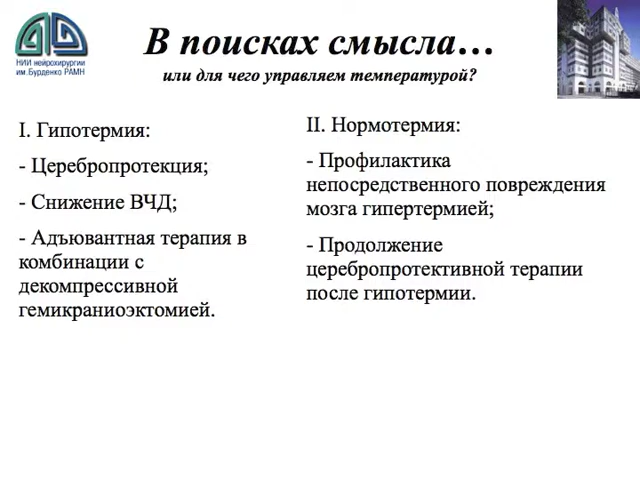 НИИ нейрохирургии
им.Бурденко РАМН
В поисках смысла…
или для чего управляем температурой?
I. Гипотермия:
- Церебропротекция;
- Снижение ВЧД;
- Адъювантная терапия в
комбинации с
декомпрессивной
гемикраниоэктомией.
II. Нормотермия:
- Профилактика
непосредственного повреждения
мозга гипертермией;
- Продолжение
церебропротективной терапии
после гипотермии.